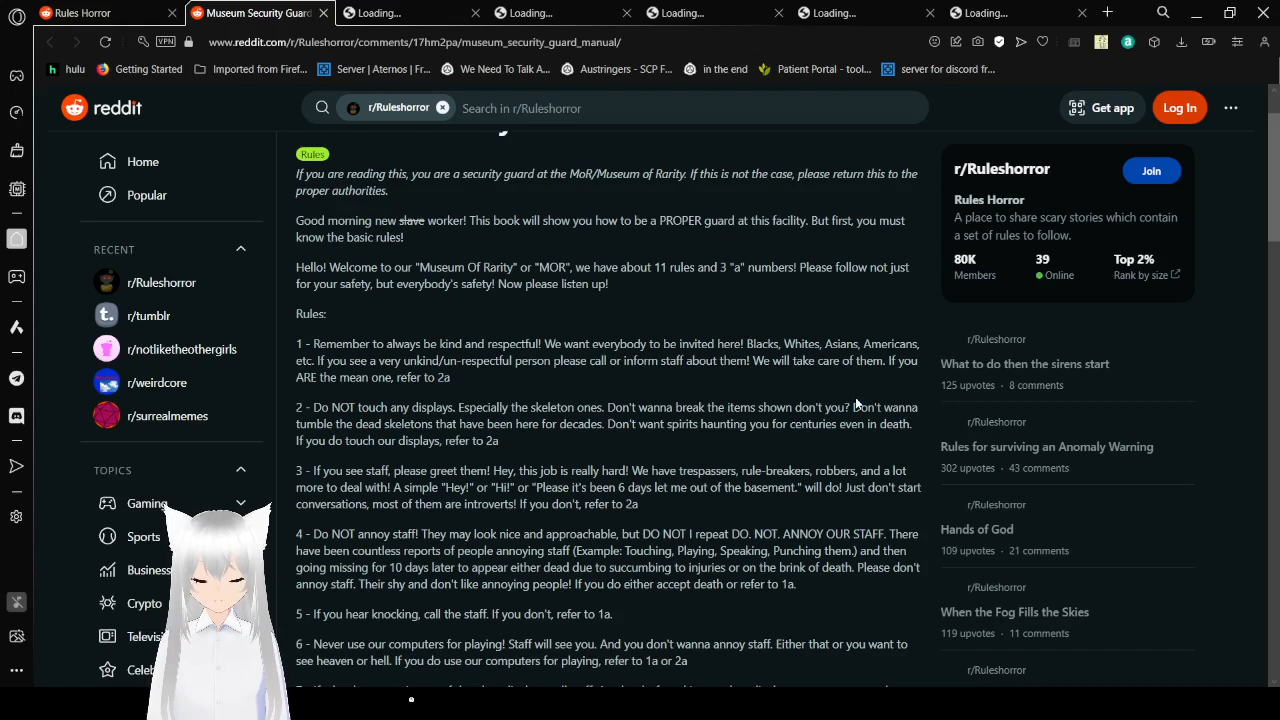 Rules Horror
Museum Security Guard
Loading...
Loading...
Loading...
Loading...
Loading...
VPN
www.reddit.com/r/Ruleshorror/comments/17hm2pa/museum_security_guard_manual/
hulu
Getting Started
Imported from Firef...
Server | Aternos | Fr...
We Need To Talk A...
Austringers - SCP F...
in the end
Patient Portal - tool...
server for discord fr...
reddit
r/Ruleshorror
Search in r/Ruleshorror
Get app
Log In
Home
Popular
RECENT
r/Ruleshorror
r/tumblr
r/notliketheothergirls
r/weirdcore
r/surrealmemes
TOPICS
Gaming
Sports
Business
Crypto
Televisi
Celeb
Rules
If you are reading this, you are a security guard at the MoR/Museum of Rarity. If this is not the case, please return this to the
proper authorities.
Good morning new slave worker! This book will show you how to be a PROPER guard at this facility. But first, you must
know the basic rules!
Hello! Welcome to our "Museum Of Rarity" or "MOR", we have about 11 rules and 3 "a" numbers! Please follow not just
for your safety, but everybody's safety! Now please listen up!
Rules:
1 - Remember to always be kind and respectful! We want everybody to be invited here! Blacks, Whites, Asians, Americans,
etc. If you see a very unkind/un-respectful person please call or inform staff about them! We will take care of them. If you
ARE the mean one, refer to 2a
2 - Do NOT touch any displays. Especially the skeleton ones. Don't wanna break the items shown don't you? Don't wanna
tumble the dead skeletons that have been here for decades. Don't want spirits haunting you for centuries even in death.
If you do touch our displays, refer to 2a
3 - If you see staff, please greet them! Hey, this job is really hard! We have trespassers, rule-breakers, robbers, and a lot
more to deal with! A simple "Hey!" or "Hi!" or "Please it's been 6 days let me out of the basement." will do! Just don't start
conversations, most of them are introverts! If you don't, refer to 2a
4 - Do NOT annoy staff! They may look nice and approachable, but DO NOT I repeat DO. NOT. ANNOY OUR STAFF. There
have been countless reports of people annoying staff (Example: Touching, Playing, Speaking, Punching them.) and then
going missing for 10 days later to appear either dead due to succumbing to injuries or on the brink of death. Please don't
annoy staff. Their shy and don't like annoying people! If you do either accept death or refer to 1a.
5 - If you hear knocking, call the staff. If you don't, refer to 1a.
6 - Never use our computers for playing! Staff will see you. And you don't wanna annoy staff. Either that or you want to
see heaven or hell. If you do use our computers for playing, refer to 1a or 2a
r/Ruleshorror
Join
Rules Horror
A place to share scary stories which contain
a set of rules to follow.
80K
39
Top 2%
Members
Online
Rank by size
r/Ruleshorror
What to do then the sirens start
125 upvotes · 8 comments
r/Ruleshorror
Rules for surviving an Anomaly Warning
302 upvotes · 43 comments
r/Ruleshorror
Hands of God
109 upvotes · 21 comments
r/Ruleshorror
When the Fog Fills the Skies
119 upvotes · 11 comments
r/Ruleshorror